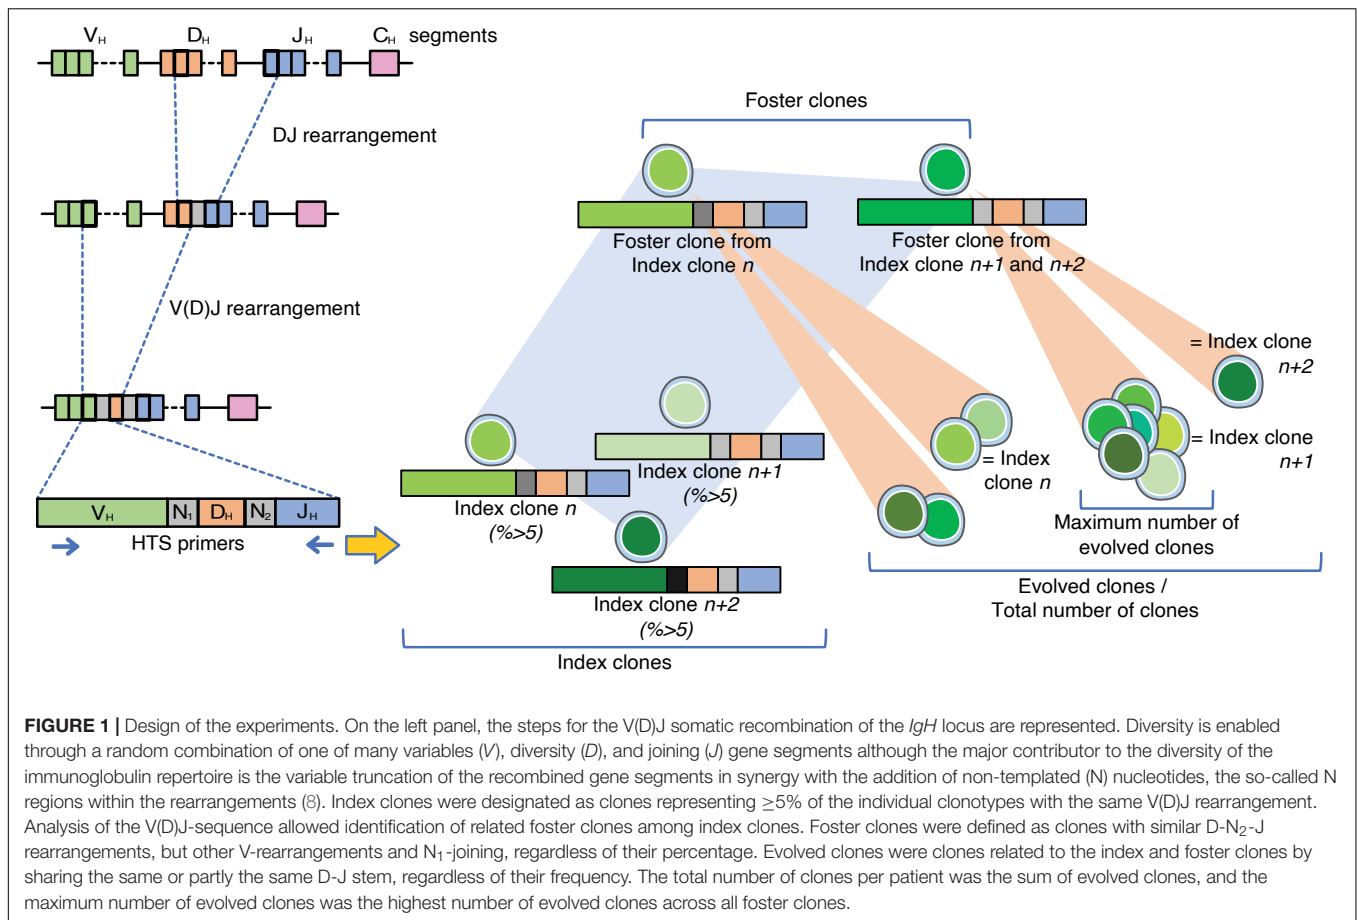 VH DH JH CH segments
DJ rearrangement
V(D)J rearrangement
VH N1 DH N2 JH
HTS primers
Foster clones
Foster clone from
Index clone n
Foster clone from
Index clone n+1 and n+2
Index clone n
(%>5)
Index clone n+1
(%>5)
Index clone n+2
(%>5)
Index clones
= Index
clone n
= Index clone
n+2
= Index clone
n+1
Maximum number of
evolved clones
Evolved clones /
Total number of clones
FIGURE 1 | Design of the experiments. On the left panel, the steps for the V(D)J somatic recombination of the IgH locus are represented. Diversity is enabled
through a random combination of one of many variables (V), diversity (D), and joining (J) gene segments although the major contributor to the diversity of the
immunoglobulin repertoire is the variable truncation of the recombined gene segments in synergy with the addition of non-templated (N) nucleotides, the so-called N
regions within the rearrangements (8). Index clones were designated as clones representing ≥5% of the individual clonotypes with the same V(D)J rearrangement.
Analysis of the V(D)J-sequence allowed identification of related foster clones among index clones. Foster clones were defined as clones with similar D-N2-J
rearrangements, but other V-rearrangements and N1-joining, regardless of their percentage. Evolved clones were clones related to the index and foster clones by
sharing the same or partly the same D-J stem, regardless of their frequency. The total number of clones per patient was the sum of evolved clones, and the
maximum number of evolved clones was the highest number of evolved clones across all foster clones.